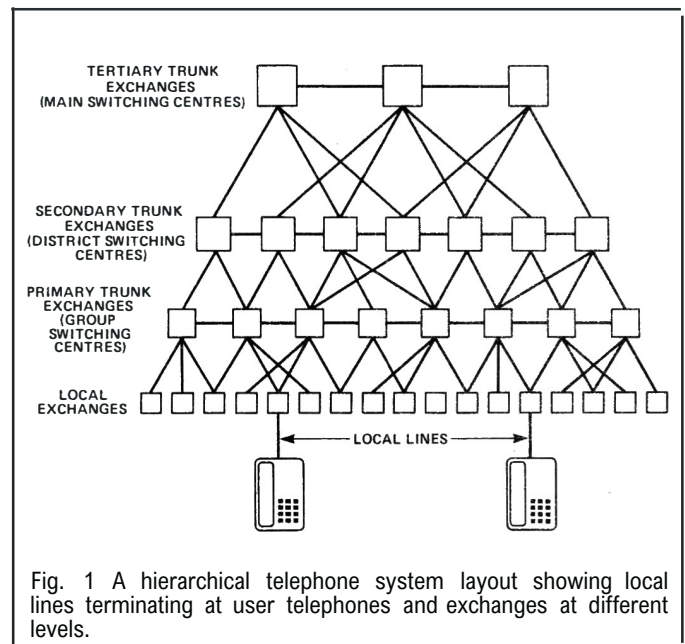 TERTIARY TRUNK
EXCHANGES
(MAIN SWITCHING CENTRES)
SECONDARY TRUNK
EXCHANGES
(DISTRICT SWITCHING
CENTRES)
PRIMARY TRUNK
EXCHANGES
(GROUP
SWITCHING
CENTRES)
LOCAL
EXCHANGES
LOCAL LINES
Fig. 1 A hierarchical telephone system layout showing local
lines terminating at user telephones and exchanges at different
levels.